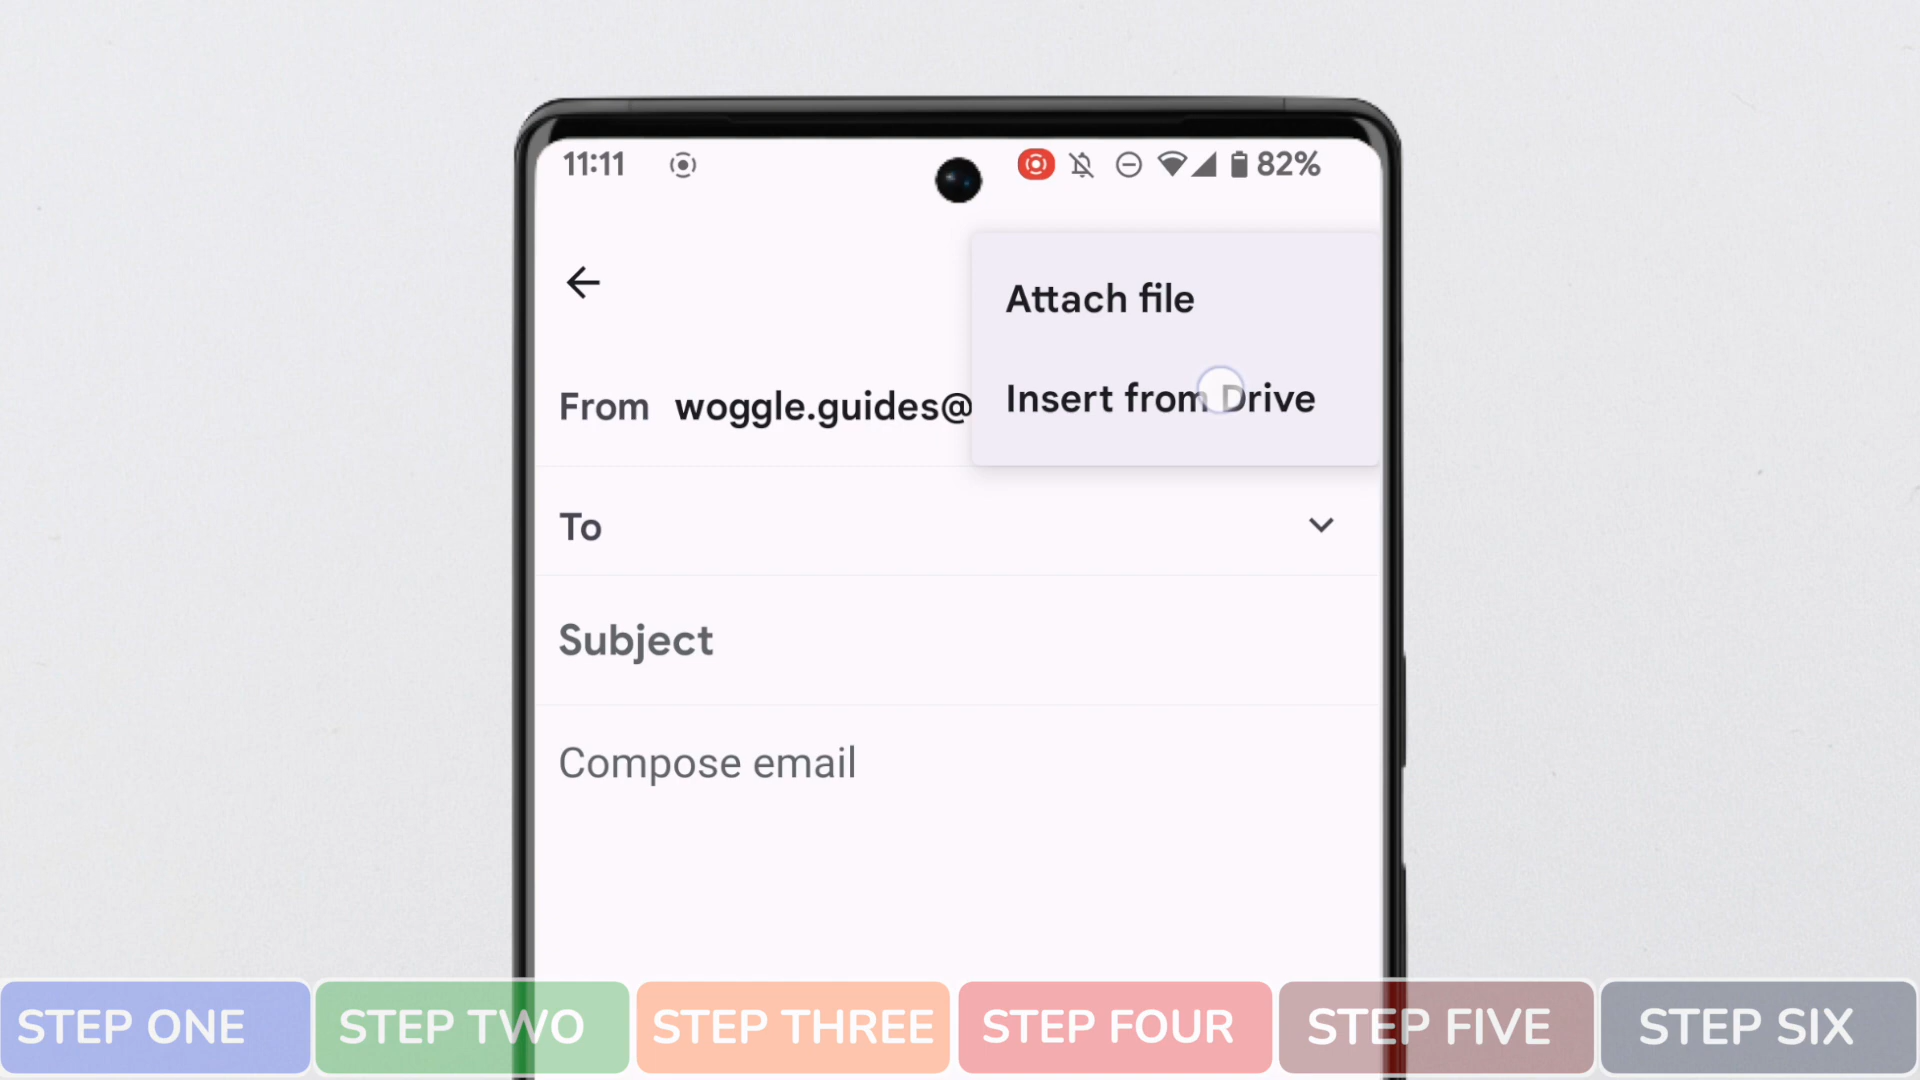 11:11 82%
Attach file
Insert from Drive
From woggle.guides@
To
Subject
Compose email
STEP ONE STEP TWO STEP THREE STEP FOUR STEP FIVE STEP SIX